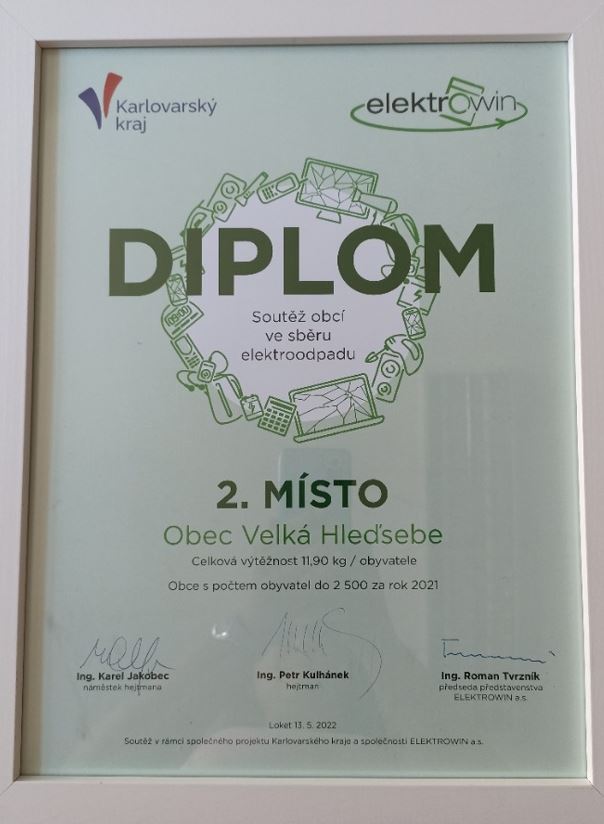 Karlovarský
kraj
elektrowin
DIPLOM
Soutěž obcí
ve sběru
elektroodpadu
09:00
2. MÍSTO
Obec Velká Hleďsebe
Celková výtěžnost 11,90 kg / obyvatele
Obce s počtem obyvatel do 2 500 za rok 2021
Ing. Karel Jakobec
náměstek hejtmana
Ing. Petr Kulhánek
hejtman
Ing. Roman Tvrzník
předseda představenstva
ELEKTROWIN a.s.
Loket 13. 5. 2022
Soutěž v rámci společného projektu Karlovarského kraje a společnosti ELEKTROWIN a.s.